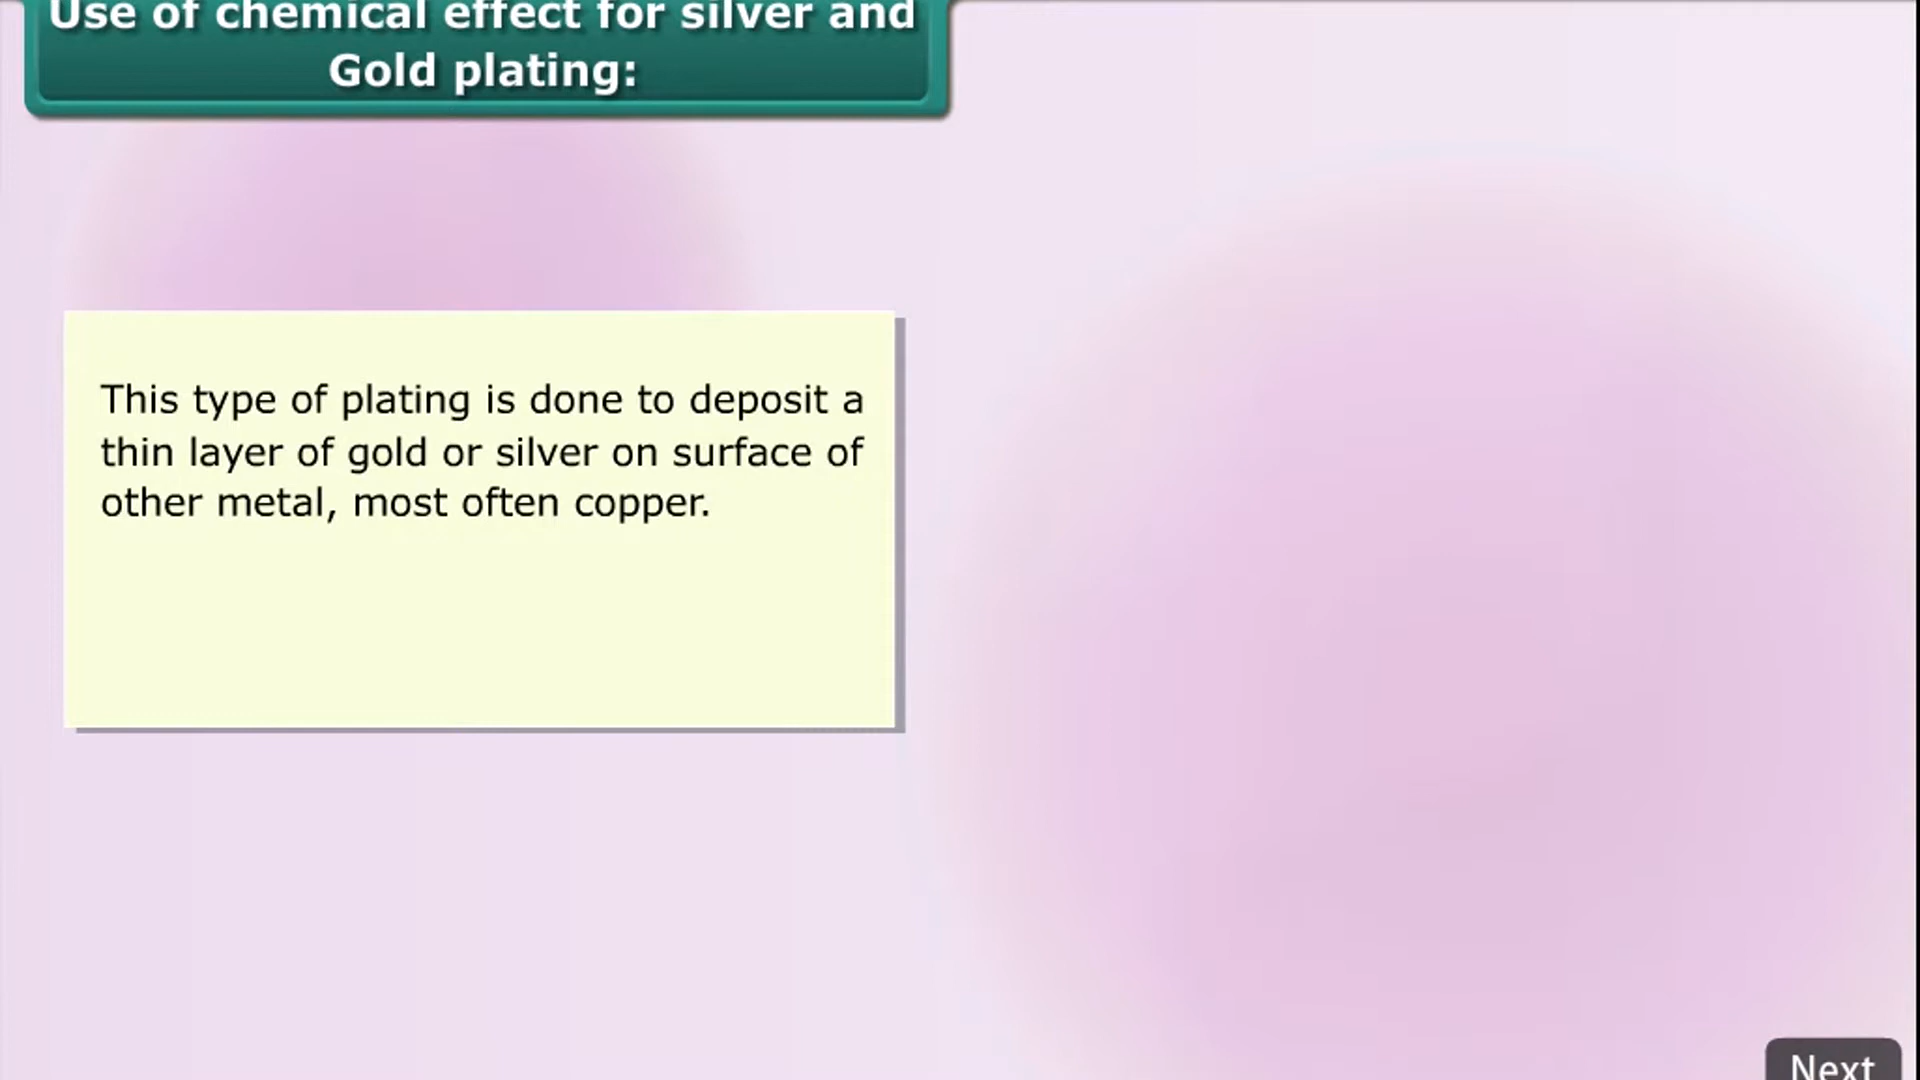 Use of chemical effect for silver and
Gold plating:
This type of plating is done to deposit a
thin layer of gold or silver on surface of
other metal, most often copper.
Next